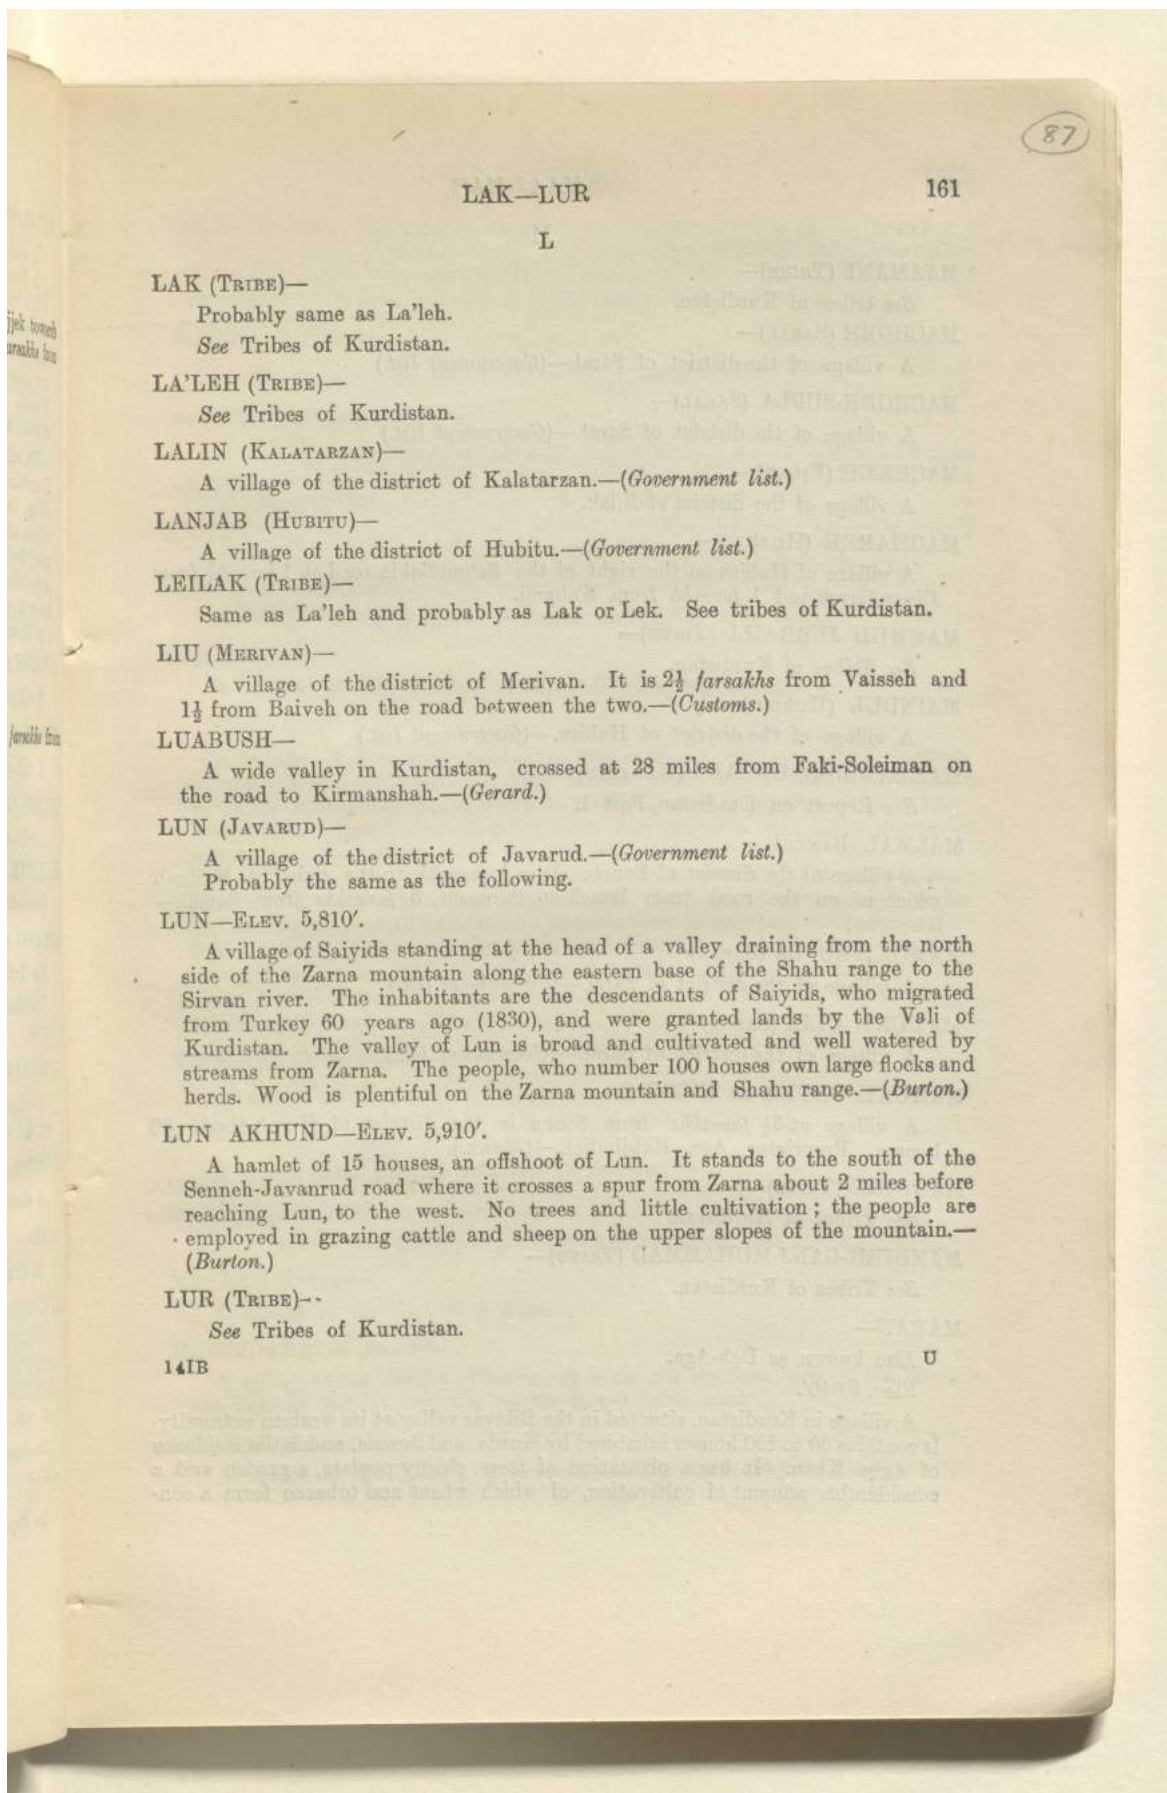 87
LAK—LUR 161
L
LAK (TRIBE)—
Probably same as La'leh.
See Tribes of Kurdistan.
LA'LEH (TRIBE)—
See Tribes of Kurdistan.
LALIN (KALATARZAN)—
A village of the district of Kalatarzan.—(Government list.)
LANJAB (HUBITU)—
A village of the district of Hubitu.—(Government list.)
LEILAK (TRIBE)—
Same as La'leh and probably as Lak or Lek. See tribes of Kurdistan.
LIU (MERIVAN)—
A village of the district of Merivan. It is 2½ farsakhs from Vaisseh and
1½ from Baiveh on the road between the two.—(Customs.)
LUABUSH—
A wide valley in Kurdistan, crossed at 28 miles from Faki-Soleiman on
the road to Kirmanshah.—(Gerard.)
LUN (JAVARUD)—
A village of the district of Javarud.—(Government list.)
Probably the same as the following.
LUN—ELEV. 5,810′.
A village of Saiyids standing at the head of a valley draining from the north
side of the Zarna mountain along the eastern base of the Shahu range to the
Sirvan river. The inhabitants are the descendants of Saiyids, who migrated
from Turkey 60 years ago (1830), and were granted lands by the Vali of
Kurdistan. The valley of Lun is broad and cultivated and well watered by
streams from Zarna. The people, who number 100 houses own large flocks and
herds. Wood is plentiful on the Zarna mountain and Shahu range.—(Burton.)
LUN AKHUND—ELEV. 5,910′.
A hamlet of 15 houses, an offshoot of Lun. It stands to the south of the
Senneh-Javanrud road where it crosses a spur from Zarna about 2 miles before
reaching Lun, to the west. No trees and little cultivation; the people are
employed in grazing cattle and sheep on the upper slopes of the mountain.—
(Burton.)
LUR (TRIBE)--
See Tribes of Kurdistan.
14IB U